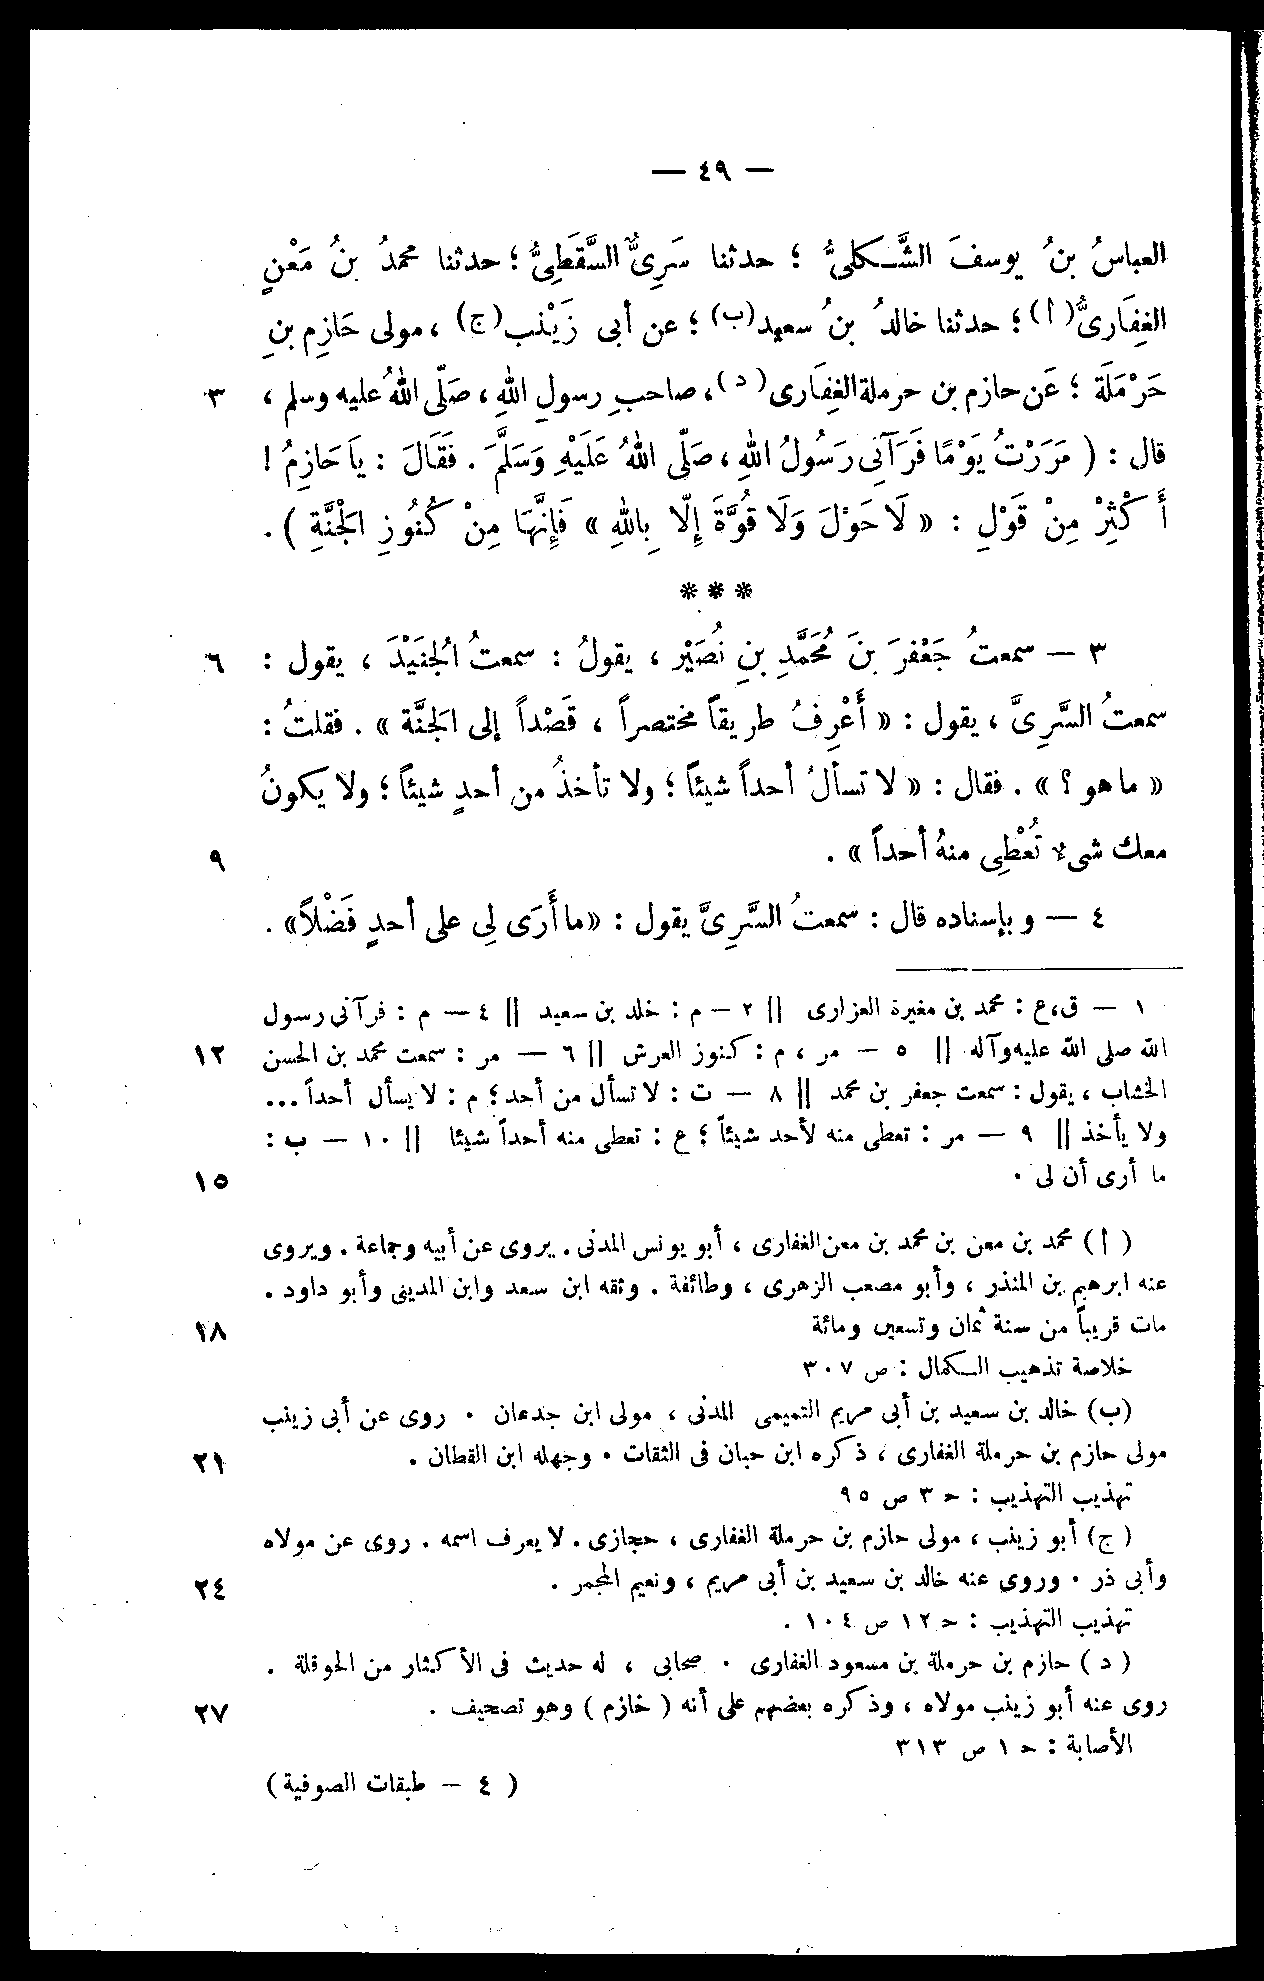 — ٤٩ —
العباسُ بنُ يوسفَ الشَّكلىُّ ؛ حدثنا سَرِىٌّ السَّقَطِىُّ ؛ حدثنا محمدُ بنُ مَعْنٍ
الغِفَارىُّ(أ) ؛ حدثنا خالدُ بنُ سعيد(ب) ؛ عن أبى زَيْنب(ج) ، مولى حَازِم بنِ
حَرْمَلَة ؛ عَن حازم بن حرملة الغِفَارى(د) ، صاحبِ رسولِ اللهِ ، صَلّى اللهُ عليه وسلم ، ٣
قال : ( مَرَرْتُ يَوْمًا فَرَآنِى رَسُولُ اللهِ ، صَلّى اللهُ عَلَيْهِ وَسَلَّمَ . فَقَالَ : يَا حَازِمُ !
أَكْثِرْ مِنْ قَوْلِ : « لَا حَوْلَ وَلَا قُوَّةَ إِلّا بِاللهِ » فَإِنَّهَا مِنْ كُنُوزِ الْجَنَّةِ ) .
* * *
٣ — سمعتُ جَعْفرَ بنَ مُحَمَّدِ بنِ نُصَيْر ، يقولُ : سمعتُ الْجنَيْدَ ، يقول : ٦
سمعتُ السَّرِىَّ ، يقول : « أَعْرِفُ طريقاً مختصراً ، قَصْداً إلى الجنَّة » . فقلتُ :
« ما هو ؟ » . فقال : « لا تسألُ أحداً شيئاً ؛ ولا تأخذُ من أحدٍ شيئاً ؛ ولا يكونُ
معك شىء تُعْطِى منهُ أحداً » . ٩
٤ — وبإسناده قال : سمعتُ السَّرِىَّ يقول : « ما أَرَى لِى على أحدٍ فَضْلاً » .
١ — ق،ع : محمد بن مغيرة العزارى || ٢ — م : خلد بن سعيد || ٤ — م : فرآنى رسول
الله صلى الله عليه وآله || ٥ — مر ، م : كنوز العرش || ٦ — مر : سمعت محمد بن الحسن ١٢
الخشاب ، يقول : سمعت جعفر بن محمد || ٨ — ت : لا تسأل من أحد ؛ م : لا يسأل أحداً ...
ولا يأخذ || ٩ — مر : تعطى منه لأحد شيئاً ؛ ع : تعطى منه أحداً شيئا || ١٠ — ب :
ما أرى أن لى . ١٥
( أ ) محمد بن معن بن محمد بن معن الغفارى ، أبو يونس المدنى . يروى عن أبيه وجماعة . ويروى
عنه ابرهيم بن المنذر ، وأبو مصعب الزهرى ، وطائفة . وثقه ابن سعد وابن المدينى وأبو داود .
مات قريباً من سنة ثمان وتسعين ومائة ١٨
خلاصة تذهيب الكمال : ص ٣٠٧
(ب) خالد بن سعيد بن أبى مريم التميمى المدنى ، مولى ابن جدعان . روى عن أبى زينب
مولى حازم بن حرملة الغفارى ، ذكره ابن حبان فى الثقات . وجهله ابن القطان . ٢١
تهذيب التهذيب : ح ٣ ص ٩٥
( ج ) أبو زينب ، مولى حازم بن حرملة الغفارى ، حجازى . لا يعرف اسمه . روى عن مولاه
وأبى ذر . وروى عنه خالد بن سعيد بن أبى مريم ، ونعيم المجمر . ٢٤
تهذيب التهذيب : ح ١٢ ص ١٠٤ .
( د ) حازم بن حرملة بن مسعود الغفارى . صحابى ، له حديث فى الأكثار من الحوقلة .
روى عنه أبو زينب مولاه ، وذكره بعضهم على أنه ( خازم ) وهو تصحيف . ٢٧
الأصابة : ح ١ ص ٣١٣
( ٤ — طبقات الصوفية )